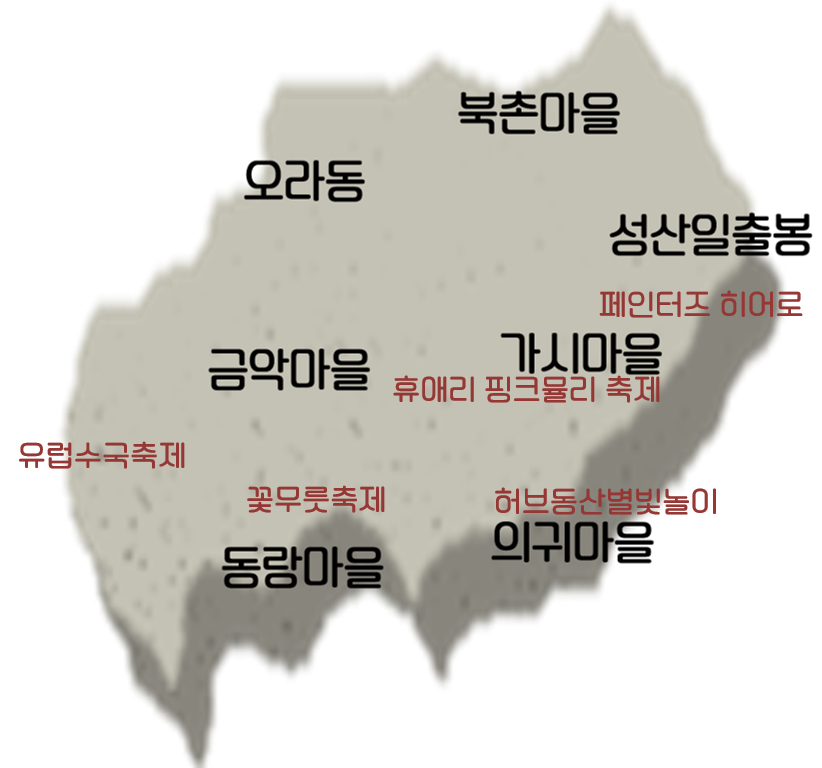 북촌마을
오라동
성산일출봉
페인터즈 히어로
가시마을
금악마을
휴애리 핑크뮬리 축제
유럽수국축제
꽃무릇축제
허브동산별빛놀이
의귀마을
동랑마을